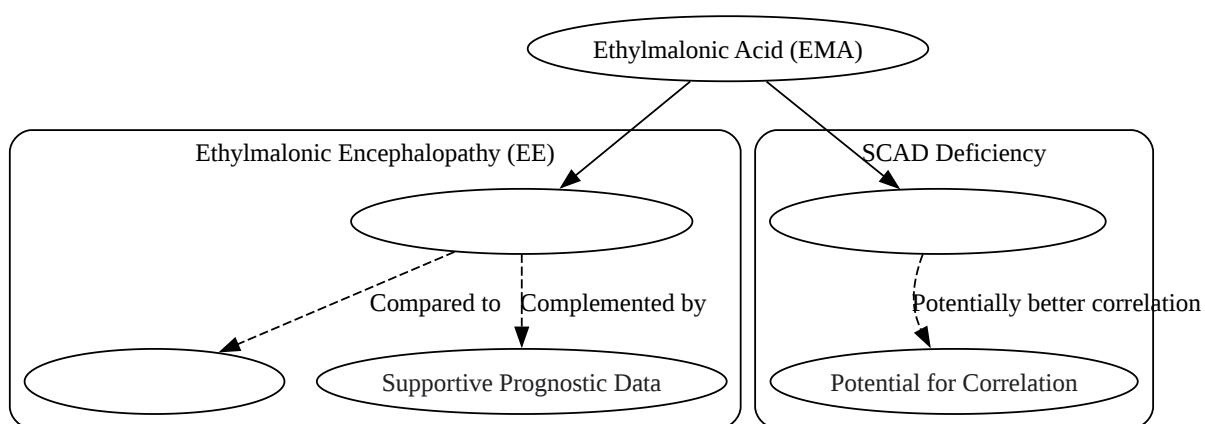 Ethylmalonic Acid (EMA)
Ethylmalonic Encephalopathy (EE)
SCAD Deficiency
Compared to
Complemented by
Potentially better correlation
Supportive Prognostic Data
Potential for Correlation